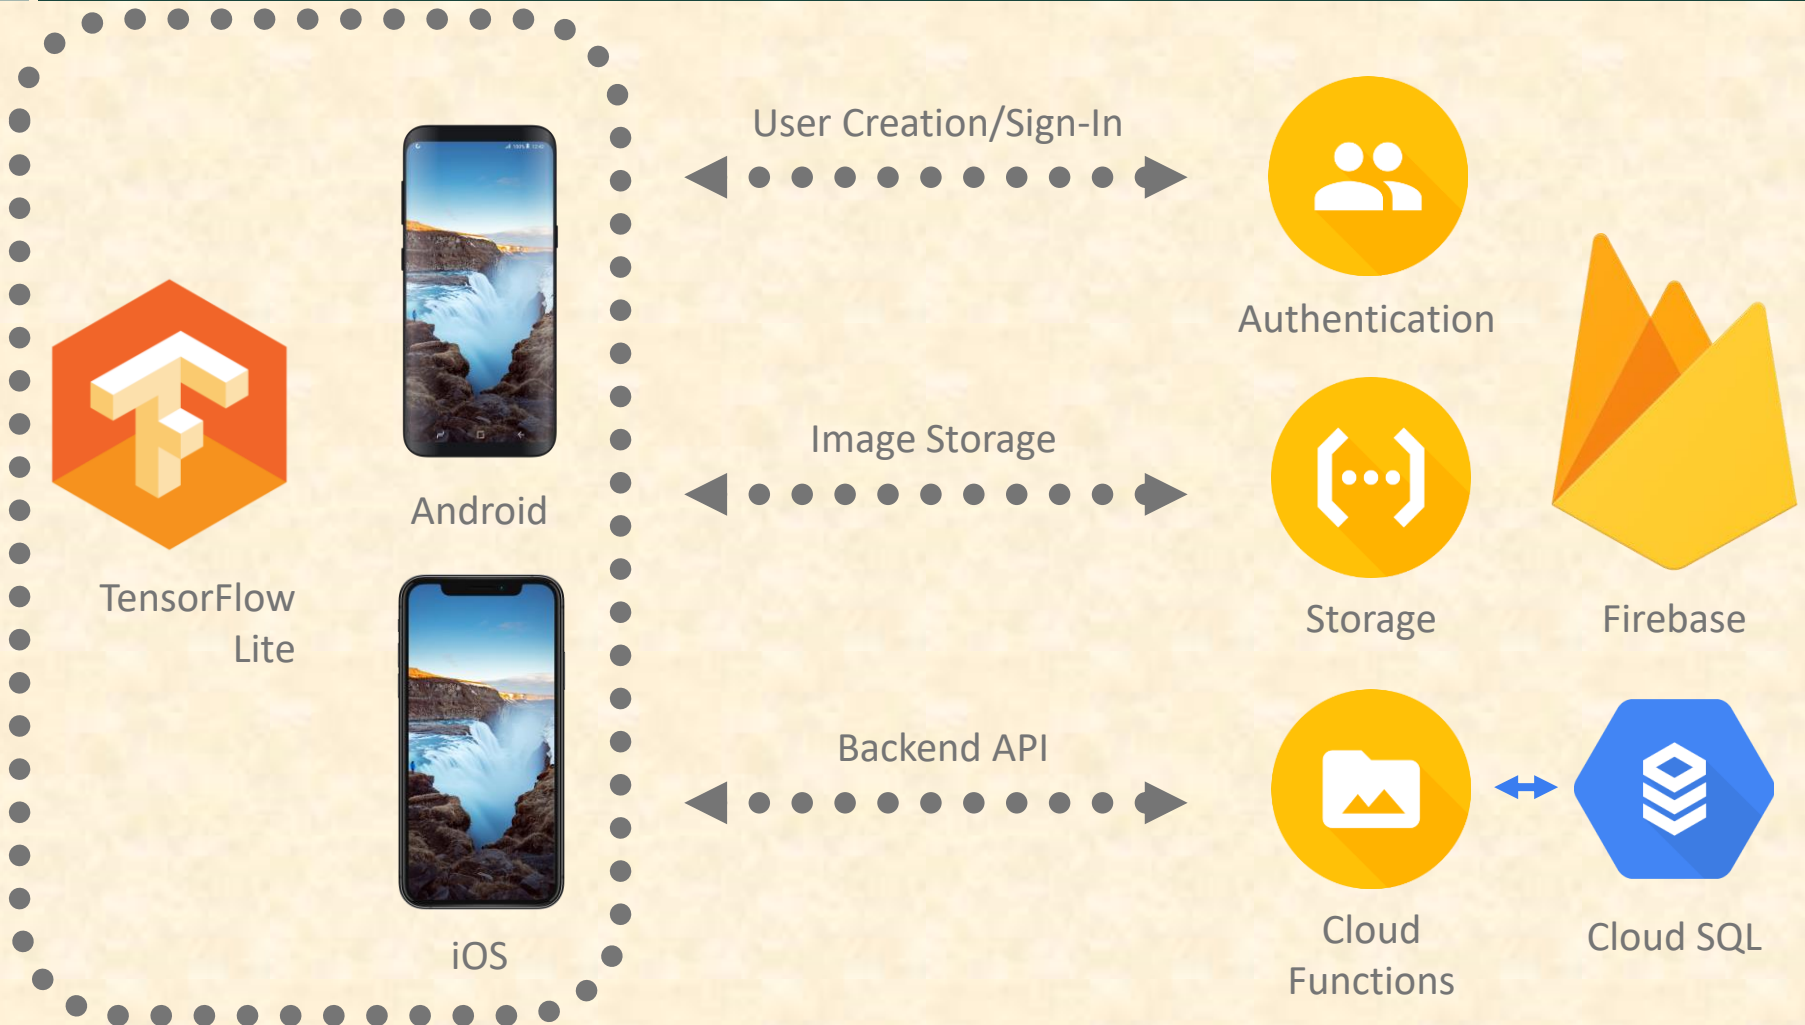 User Creation/Sign-In
Authentication
Image Storage
Android
TensorFlow
Lite
Storage
Firebase
Backend API
iOS
Cloud
Functions
Cloud SQL